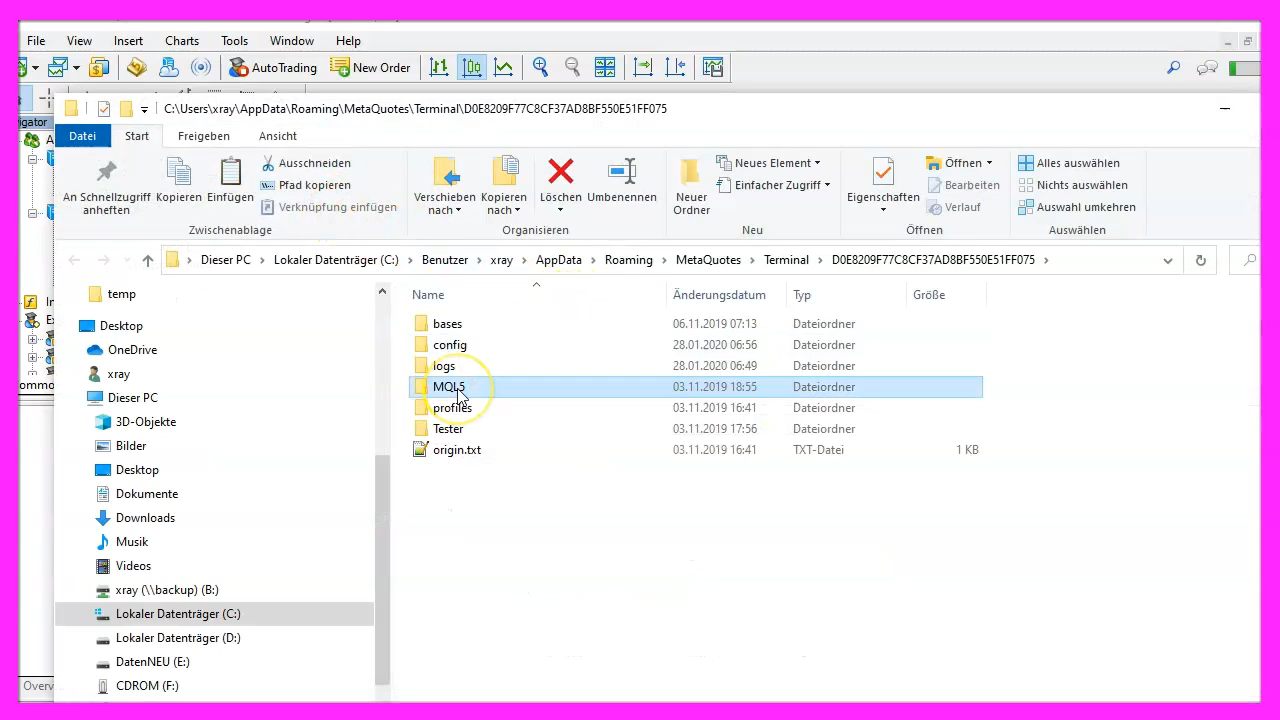 File View Insert Charts Tools Window Help
AutoTrading New Order
C:\Users\xray\AppData\Roaming\MetaQuotes\Terminal\D0E8209F77C8CF37AD8BF550E51FF075
Datei Start Freigeben Ansicht
An Schnellzugriff anheften
Kopieren
Einfügen
Ausschneiden
Pfad kopieren
Verknüpfung einfügen
Zwischenablage
Verschieben nach
Kopieren nach
Löschen
Umbenennen
Organisieren
Neuer Ordner
Neues Element
Einfacher Zugriff
Neu
Eigenschaften
Öffnen
Bearbeiten
Verlauf
Öffnen
Alles auswählen
Nichts auswählen
Auswahl umkehren
Auswählen
Dieser PC > Lokaler Datenträger (C:) > Benutzer > xray > AppData > Roaming > MetaQuotes > Terminal > D0E8209F77C8CF37AD8BF550E51FF075 >
temp
Desktop
OneDrive
xray
Dieser PC
3D-Objekte
Bilder
Desktop
Dokumente
Downloads
Musik
Videos
xray (\\backup) (B:)
Lokaler Datenträger (C:)
Lokaler Datenträger (D:)
DatenNEU (E:)
CDROM (F:)
Name Änderungsdatum Typ Größe
bases 06.11.2019 07:13 Dateiordner
config 28.01.2020 06:56 Dateiordner
logs 28.01.2020 06:49 Dateiordner
MQL5 03.11.2019 18:55 Dateiordner
profiles 03.11.2019 16:41 Dateiordner
Tester 03.11.2019 17:56 Dateiordner
origin.txt 03.11.2019 16:41 TXT-Datei 1 KB